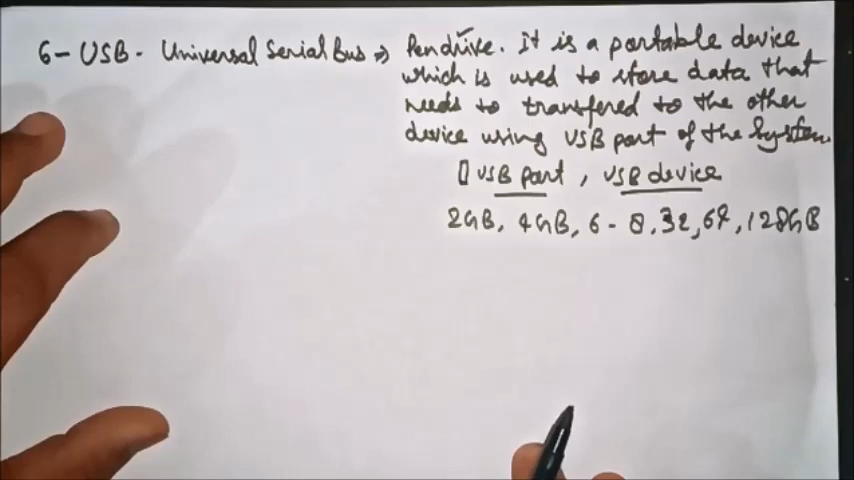 6- USB - Universal Serial Bus ⇒ Pendrive. It is a portable device
which is used to store data that
needs to transfered to the other
device using USB port of the System.
USB port, USB device
2GB, 4GB, 6 - 8, 32, 64, 128GB